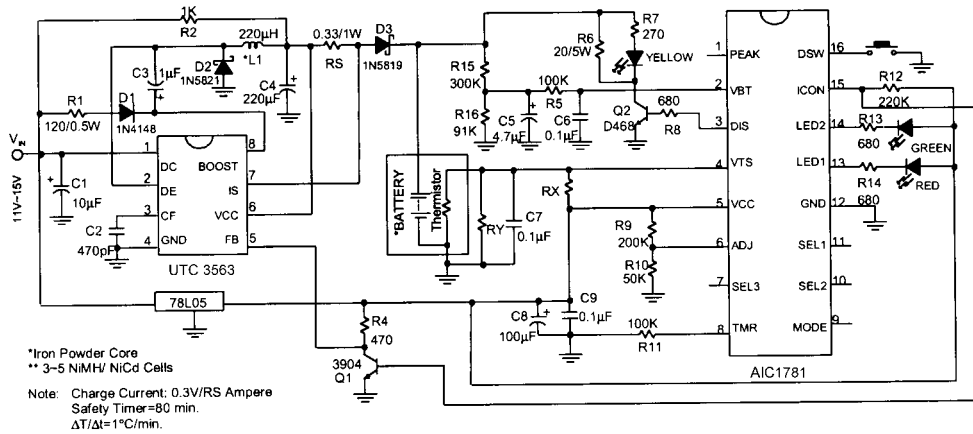 1K
R2
220µH
*L1
0.33/1W
RS
D3
1N5819
D2
1N5821
C3
1µF
+
C4
220µF
+
R1
120/0.5W
D1
1N4148
VIN
11V~15V
C1
10µF
+
1 DC
2 DE
3 CF
4 GND
BOOST 8
IS 7
VCC 6
FB 5
UTC 3563
C2
470pF
78L05
R15
300K
R16
91K
C5
4.7µF
+
100K
R5
C6
0.1µF
R6
20/5W
R7
270
YELLOW
Q2
D468
680
R8
*BATTERY
Thermistor
RY
C7
0.1µF
RX
R9
200K
R10
50K
C8
100µF
+
C9
0.1µF
100K
R11
R4
470
3904
Q1
1 PEAK
2 VBT
3 DIS
4 VTS
5 VCC
6 ADJ
7 SEL3
8 TMR
DSW 16
ICON 15
LED2 14
LED1 13
GND 12
SEL1 11
SEL2 10
MODE 9
AIC1781
R12
220K
R13
680
GREEN
R14
680
RED
*Iron Powder Core
** 3~5 NiMH/ NiCd Cells
Note: Charge Current: 0.3V/RS Ampere
Safety Timer=80 min.
ΔT/Δt=1°C/min.